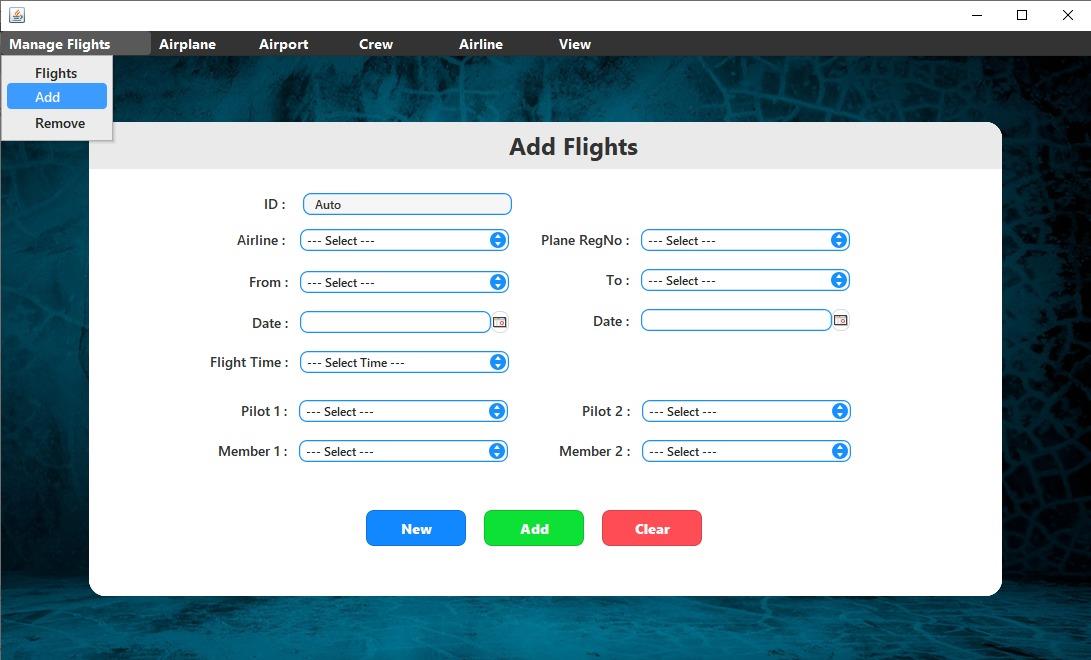 Manage Flights Airplane Airport Crew Airline View
Flights
Add
Remove
Add Flights
ID : Auto
Airline : --- Select --- Plane RegNo : --- Select ---
From : --- Select --- To : --- Select ---
Date : Date :
Flight Time : --- Select Time ---
Pilot 1 : --- Select --- Pilot 2 : --- Select ---
Member 1 : --- Select --- Member 2 : --- Select ---
New Add Clear